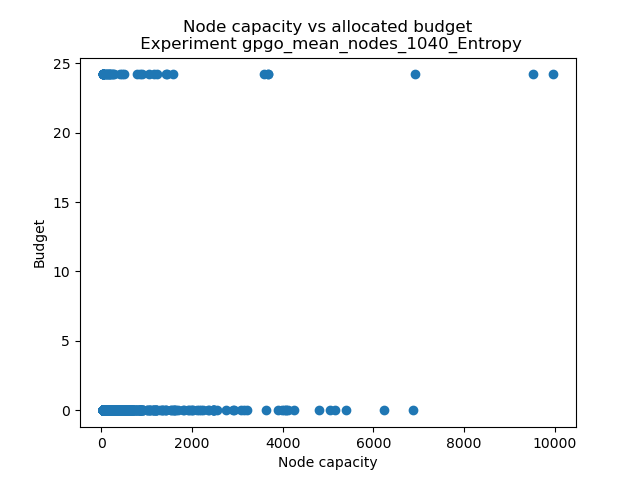 Node capacity vs allocated budget
Experiment gpgo_mean_nodes_1040_Entropy
25
20
15
10
5
0
Budget
0 2000 4000 6000 8000 10000
Node capacity